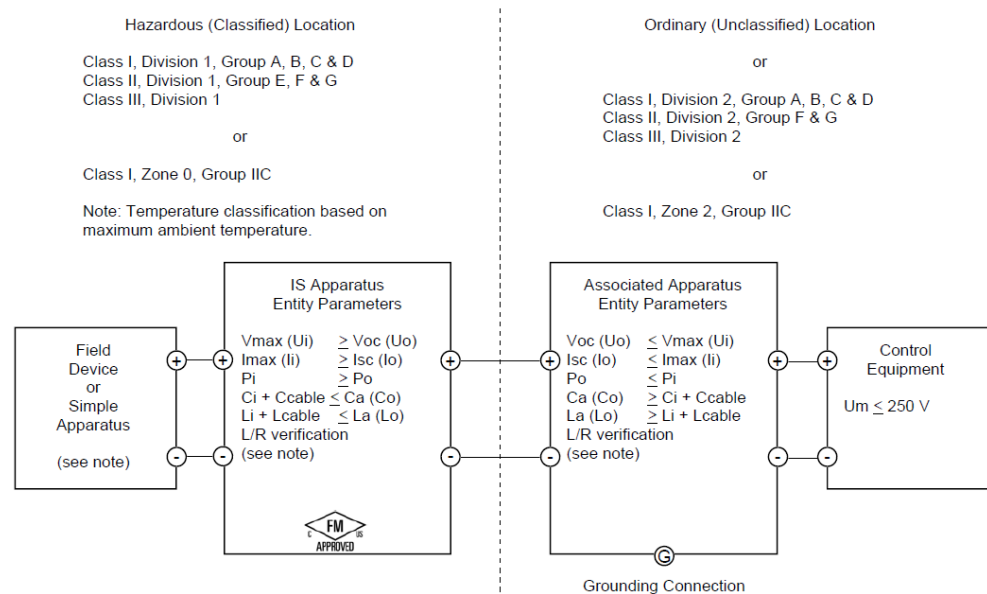 Hazardous (Classified) Location
Class I, Division 1, Group A, B, C & D
Class II, Division 1, Group E, F & G
Class III, Division 1
or
Class I, Zone 0, Group IIC
Note: Temperature classification based on
maximum ambient temperature.
Ordinary (Unclassified) Location
or
Class I, Division 2, Group A, B, C & D
Class II, Division 2, Group F & G
Class III, Division 2
or
Class I, Zone 2, Group IIC
Field
Device
or
Simple
Apparatus
(see note)
+
-
IS Apparatus
Entity Parameters
Vmax (Ui) ≥ Voc (Uo)
Imax (Ii) ≥ Isc (Io)
Pi ≥ Po
Ci + Ccable ≤ Ca (Co)
Li + Lcable ≤ La (Lo)
L/R verification
(see note)
+
-
+
-
C FM US
APPROVED
Associated Apparatus
Entity Parameters
Voc (Uo) ≤ Vmax (Ui)
Isc (Io) ≤ Imax (Ii)
Po ≤ Pi
Ca (Co) ≥ Ci + Ccable
La (Lo) ≥ Li + Lcable
L/R verification
(see note)
+
-
+
-
G
Grounding Connection
Control
Equipment
Um ≤ 250 V
+
-